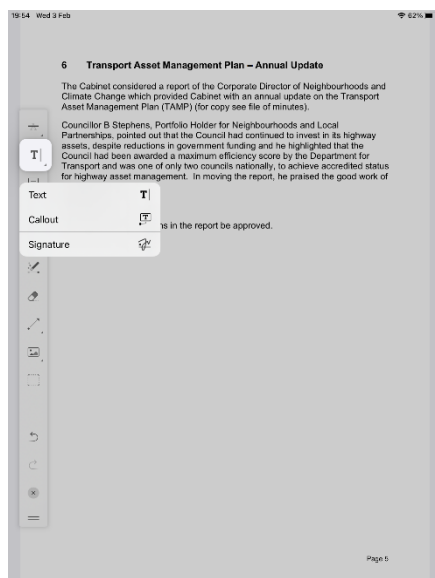 19:54 Wed 3 Feb
62%
6 Transport Asset Management Plan – Annual Update
The Cabinet considered a report of the Corporate Director of Neighbourhoods and
Climate Change which provided Cabinet with an annual update on the Transport
Asset Management Plan (TAMP) (for copy see file of minutes).
Councillor B Stephens, Portfolio Holder for Neighbourhoods and Local
Partnerships, pointed out that the Council had continued to invest in its highway
assets, despite reductions in government funding and he highlighted that the
Council had been awarded a maximum efficiency score by the Department for
Transport and was one of only two councils nationally, to achieve accredited status
for highway asset management. In moving the report, he praised the good work of
T
Text T
Callout T
Signature
ns in the report be approved.
Page 5